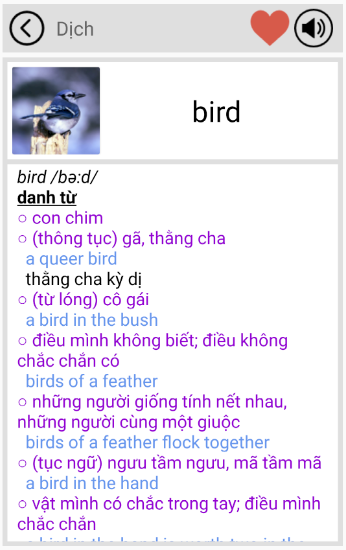 Dịch
bird
bird /bə:d/
danh từ
○ con chim
○ (thông tục) gã, thằng cha
a queer bird
thằng cha kỳ dị
○ (từ lóng) cô gái
a bird in the bush
○ điều mình không biết; điều không
chắc chắn có
birds of a feather
○ những người giống tính nết nhau,
những người cùng một giuộc
birds of a feather flock together
○ (tục ngữ) ngưu tầm ngưu, mã tầm mã
a bird in the hand
○ vật mình có chắc trong tay; điều mình
chắc chắn